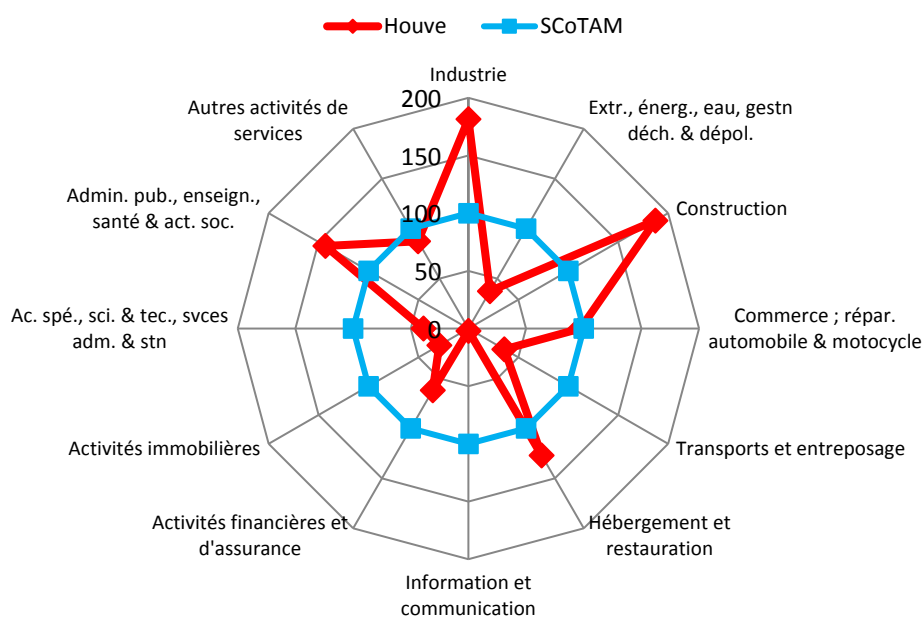 Houve
SCoTAM
Industrie
Extr., énerg., eau, gestn
déch. & dépol.
Construction
Commerce ; répar.
automobile & motocycle
Transports et entreposage
Hébergement et
restauration
Information et
communication
Activités financières et
d'assurance
Activités immobilières
Ac. spé., sci. & tec., svces
adm. & stn
Admin. pub., enseign.,
santé & act. soc.
Autres activités de
services
200
150
100
50
0